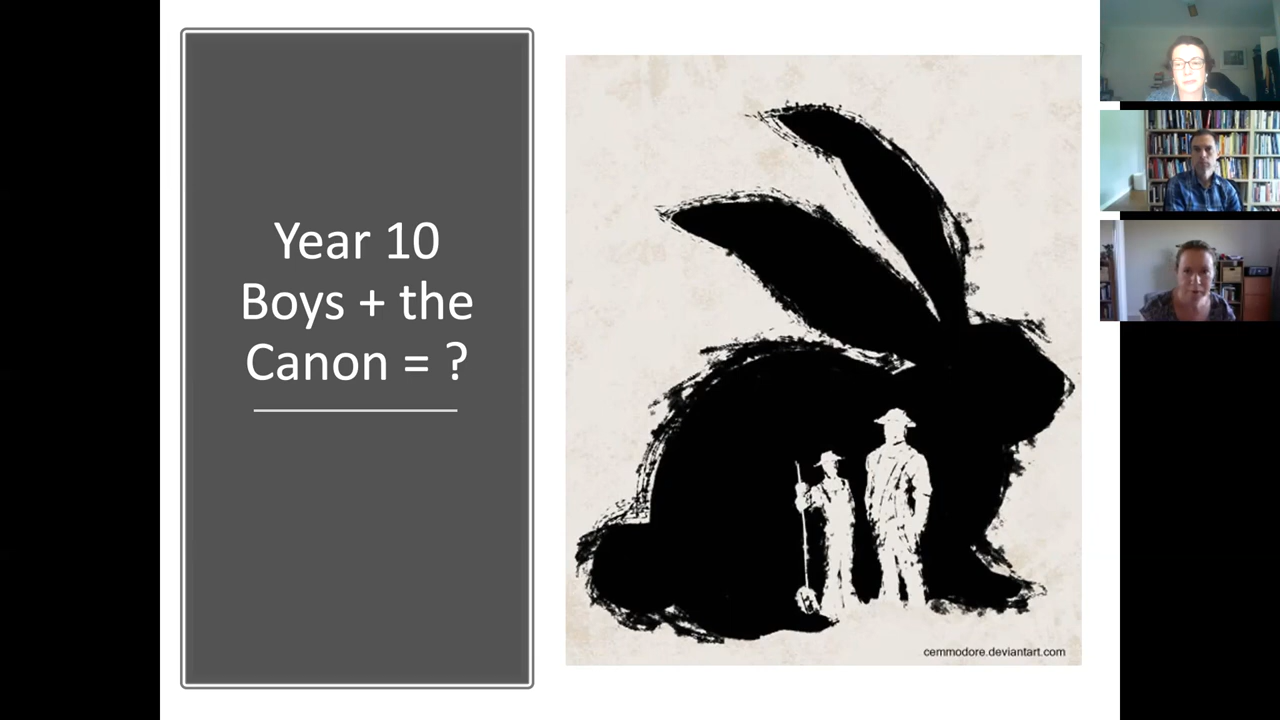 Year 10
Boys + the
Canon = ?
cemmodore.deviantart.com